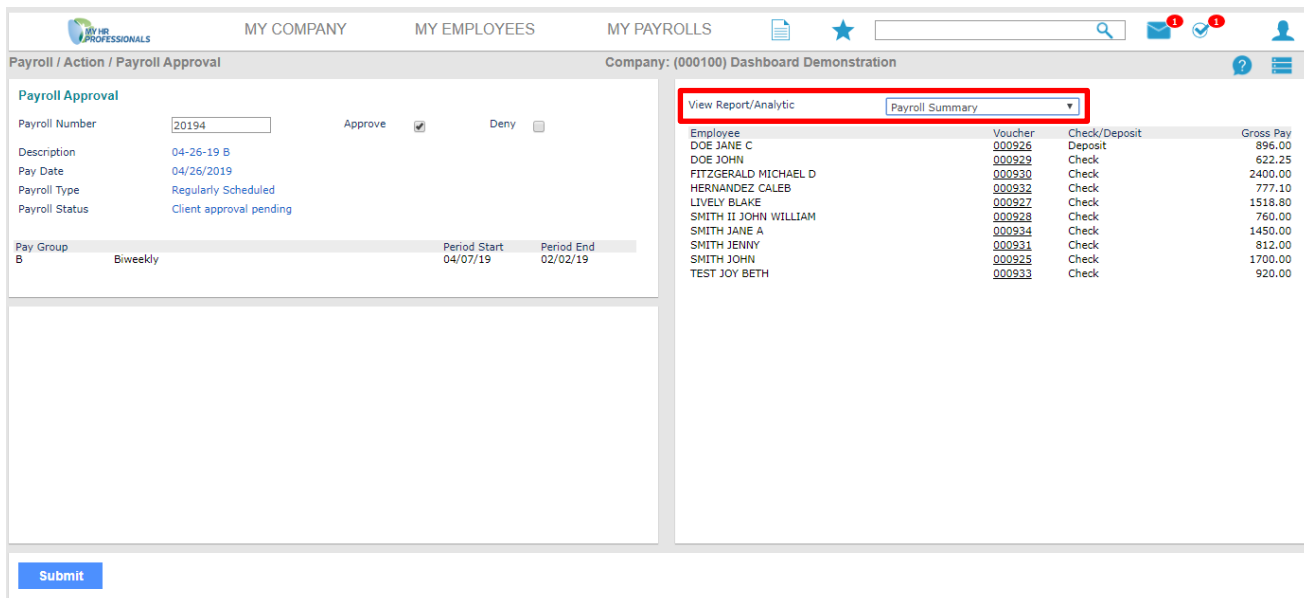 MY HR PROFESSIONALS MY COMPANY MY EMPLOYEES MY PAYROLLS 1 1
Payroll / Action / Payroll Approval Company: (000100) Dashboard Demonstration ?
Payroll Approval
Payroll Number 20194 Approve Deny
Description 04-26-19 B
Pay Date 04/26/2019
Payroll Type Regularly Scheduled
Payroll Status Client approval pending
Pay Group Period Start Period End
B Biweekly 04/07/19 02/02/19
View Report/Analytic Payroll Summary
Employee Voucher Check/Deposit Gross Pay
DOE JANE C 000926 Deposit 896.00
DOE JOHN 000929 Check 622.25
FITZGERALD MICHAEL D 000930 Check 2400.00
HERNANDEZ CALEB 000932 Check 777.10
LIVELY BLAKE 000927 Check 1518.80
SMITH II JOHN WILLIAM 000928 Check 760.00
SMITH JANE A 000934 Check 1450.00
SMITH JENNY 000931 Check 812.00
SMITH JOHN 000925 Check 1700.00
TEST JOY BETH 000933 Check 920.00
Submit